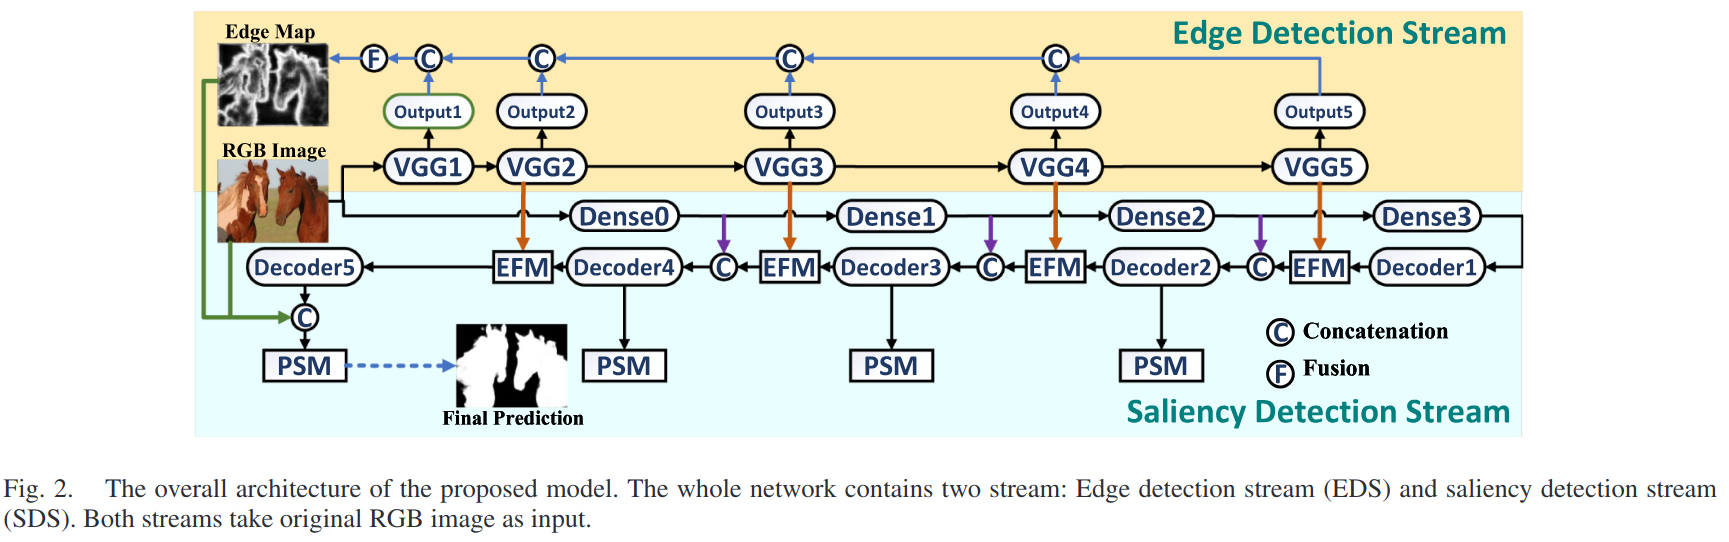 Edge Map
Edge Detection Stream
F C C C C
Output1 Output2 Output3 Output4 Output5
RGB Image
VGG1 VGG2 VGG3 VGG4 VGG5
Dense0 Dense1 Dense2 Dense3
Decoder5 EFM Decoder4 C EFM Decoder3 C EFM Decoder2 C EFM Decoder1
C
C Concatenation
PSM PSM PSM PSM
F Fusion
Final Prediction
Saliency Detection Stream
Fig. 2. The overall architecture of the proposed model. The whole network contains two stream: Edge detection stream (EDS) and saliency detection stream
(SDS). Both streams take original RGB image as input.